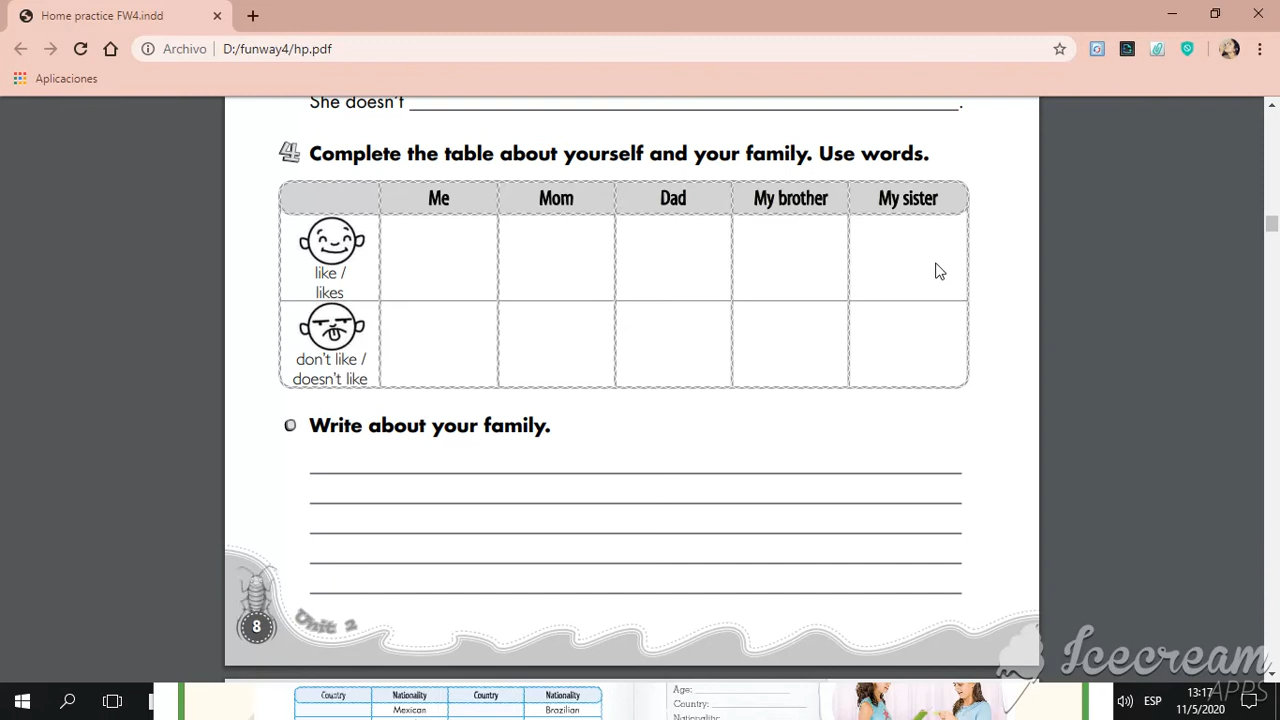 Home practice FW4.indd
Archivo D:/funway4/hp.pdf
Aplicaciones
She doesn't ____.
4 Complete the table about yourself and your family. Use words.
Me Mom Dad My brother My sister
like /
likes
don't like /
doesn't like
Write about your family.
8 Unit 2
Icecream
APPS
Country Nationality Country Nationality
Mexican Brazilian
Age:
Country:
Nationality:
ESP
13:17
11/5/2020